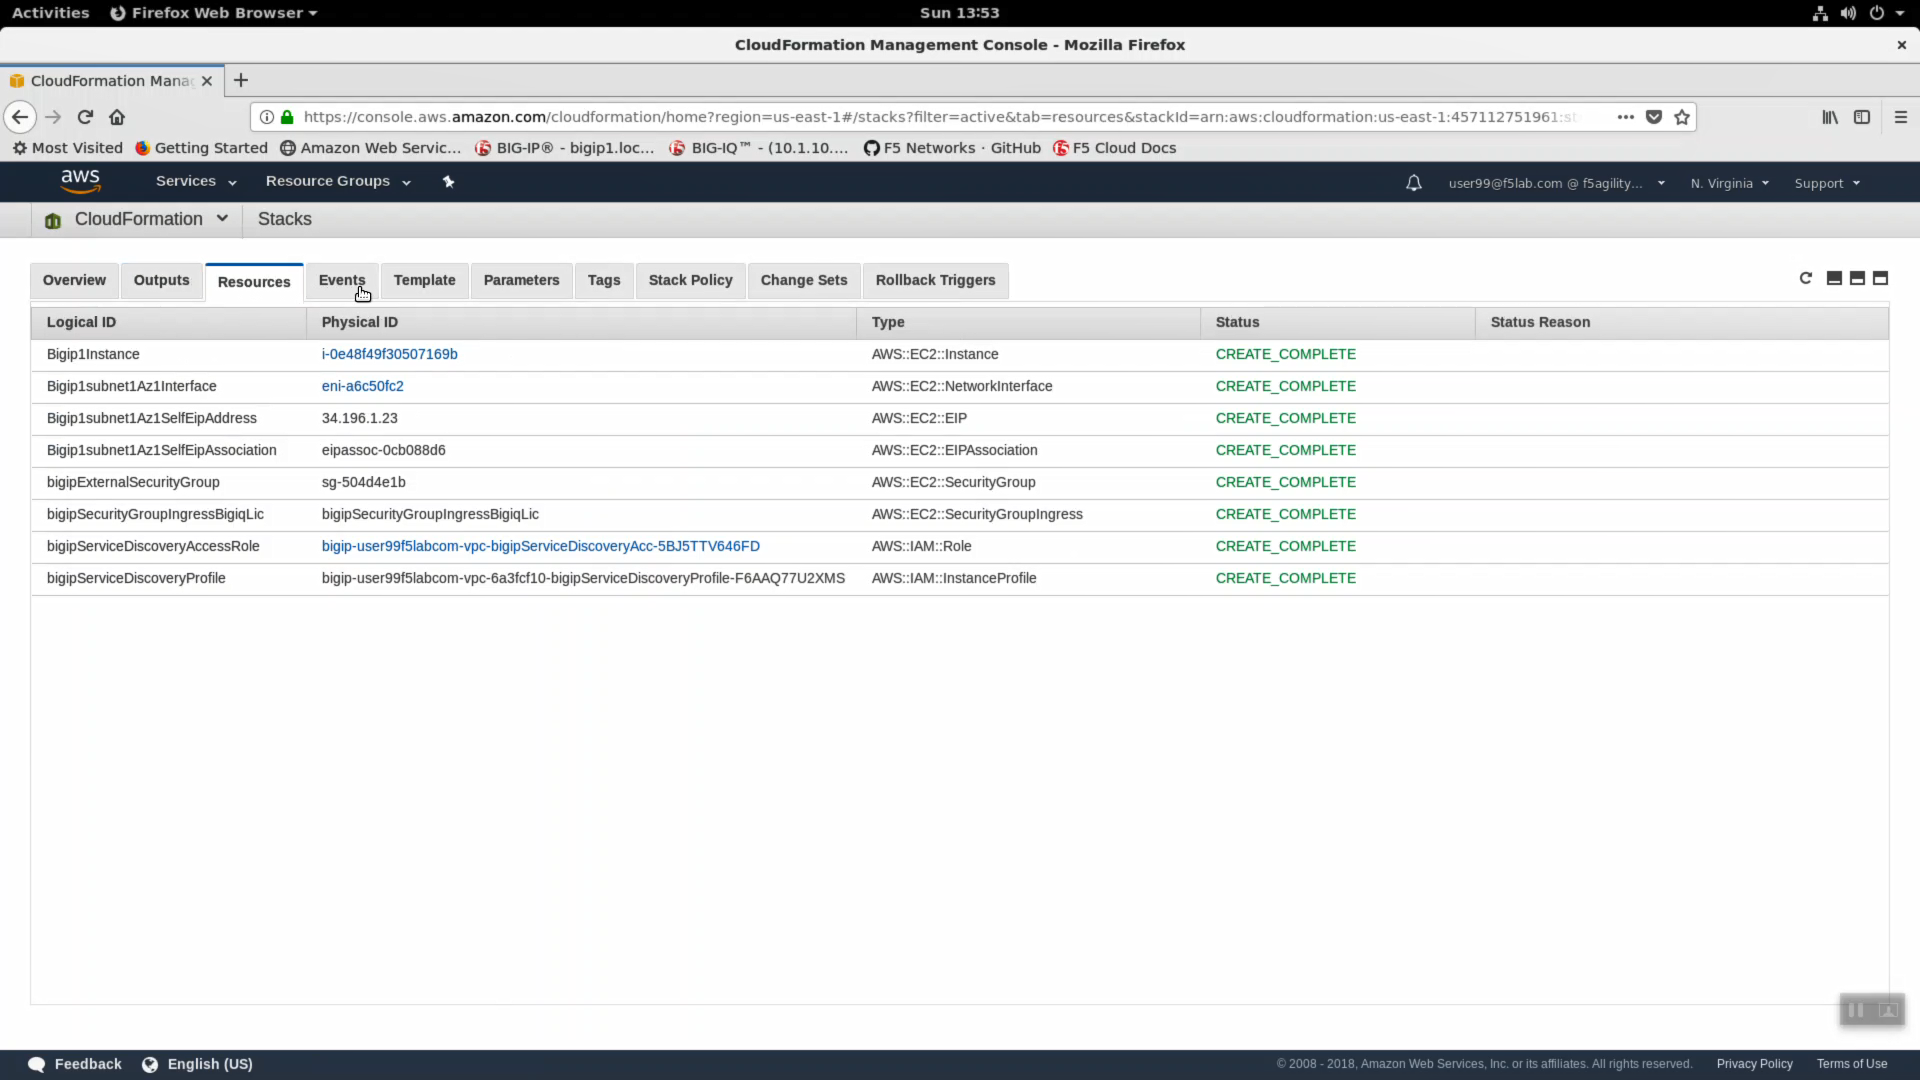 Activities Firefox Web Browser Sun 13:53
CloudFormation Management Console - Mozilla Firefox
CloudFormation Mana
https://console.aws.amazon.com/cloudformation/home?region=us-east-1#/stacks?filter=active&tab=resources&stackId=arn:aws:cloudformation:us-east-1:457112751961:st
Most Visited Getting Started Amazon Web Servic... BIG-IP® - bigip1.loc... BIG-IQ™ - (10.1.10.... F5 Networks · GitHub F5 Cloud Docs
aws Services Resource Groups user99@f5lab.com @ f5agility... N. Virginia Support
CloudFormation Stacks
Overview Outputs Resources Events Template Parameters Tags Stack Policy Change Sets Rollback Triggers
Logical ID Physical ID Type Status Status Reason
Bigip1Instance i-0e48f49f30507169b AWS::EC2::Instance CREATE_COMPLETE
Bigip1subnet1Az1Interface eni-a6c50fc2 AWS::EC2::NetworkInterface CREATE_COMPLETE
Bigip1subnet1Az1SelfEipAddress 34.196.1.23 AWS::EC2::EIP CREATE_COMPLETE
Bigip1subnet1Az1SelfEipAssociation eipassoc-0cb088d6 AWS::EC2::EIPAssociation CREATE_COMPLETE
bigipExternalSecurityGroup sg-504d4e1b AWS::EC2::SecurityGroup CREATE_COMPLETE
bigipSecurityGroupIngressBigiqLic bigipSecurityGroupIngressBigiqLic AWS::EC2::SecurityGroupIngress CREATE_COMPLETE
bigipServiceDiscoveryAccessRole bigip-user99f5labcom-vpc-bigipServiceDiscoveryAcc-5BJ5TTV646FD AWS::IAM::Role CREATE_COMPLETE
bigipServiceDiscoveryProfile bigip-user99f5labcom-vpc-6a3fcf10-bigipServiceDiscoveryProfile-F6AAQ77U2XMS AWS::IAM::InstanceProfile CREATE_COMPLETE
Feedback English (US) © 2008 - 2018, Amazon Web Services, Inc. or its affiliates. All rights reserved. Privacy Policy Terms of Use